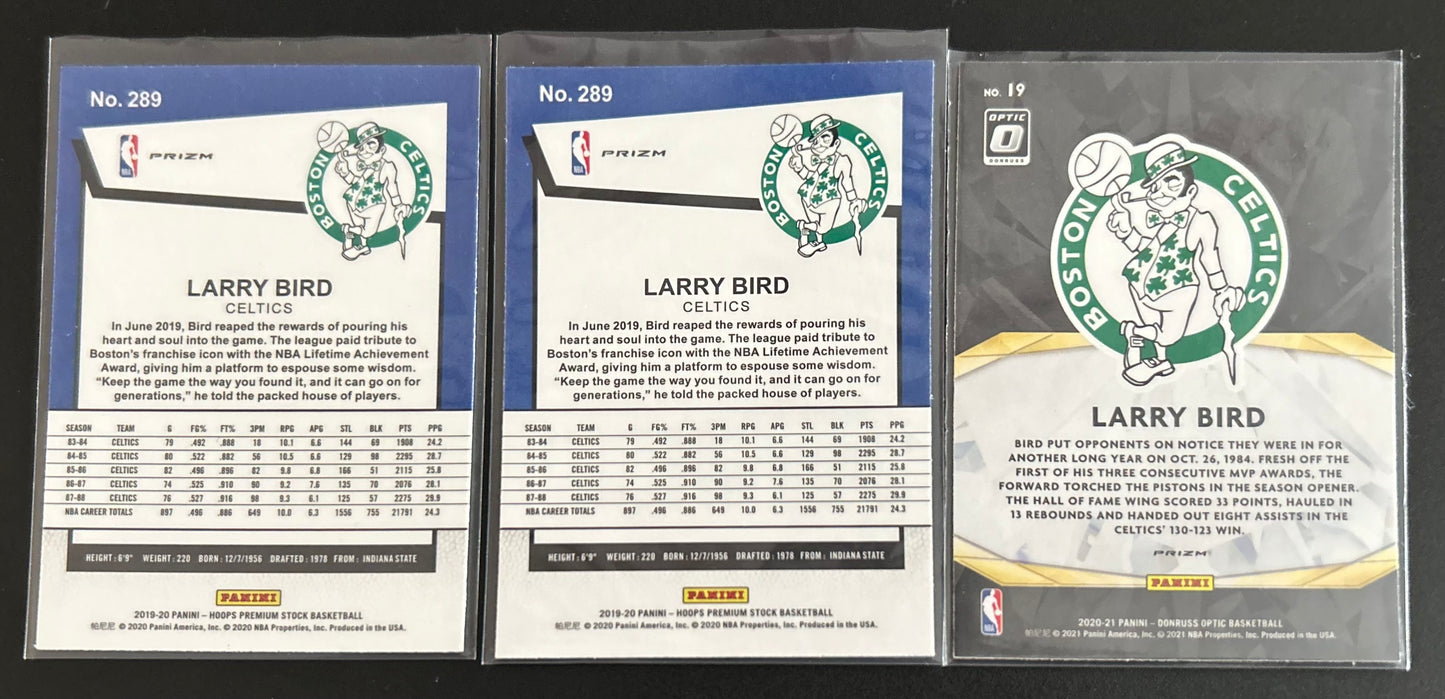 No. 289
NBA
PRIZM
BOSTON CELTICS
LARRY BIRD
CELTICS
In June 2019, Bird reaped the rewards of pouring his
heart and soul into the game. The league paid tribute to
Boston's franchise icon with the NBA Lifetime Achievement
Award, giving him a platform to espouse some wisdom.
“Keep the game the way you found it, and it can go on for
generations,” he told the packed house of players.
SEASON TEAM G FG% FT% 3PM RPG APG STL BLK PTS PPG
83-84 CELTICS 79 .492 .888 18 10.1 6.6 144 69 1908 24.2
84-85 CELTICS 80 .522 .882 56 10.5 6.6 129 98 2295 28.7
85-86 CELTICS 82 .496 .896 82 9.8 6.8 166 51 2115 25.8
86-87 CELTICS 74 .525 .910 90 9.2 7.6 135 70 2076 28.1
87-88 CELTICS 76 .527 .916 98 9.3 6.1 125 57 2275 29.9
NBA CAREER TOTALS 897 .496 .886 649 10.0 6.3 1556 755 21791 24.3
HEIGHT: 6'9" WEIGHT: 220 BORN: 12/7/1956 DRAFTED: 1978 FROM: INDIANA STATE
PANINI
2019-20 PANINI – HOOPS PREMIUM STOCK BASKETBALL
帕尼尼 © 2020 Panini America, Inc. © 2020 NBA Properties, Inc. Produced in the USA.
No. 289
NBA
PRIZM
BOSTON CELTICS
LARRY BIRD
CELTICS
In June 2019, Bird reaped the rewards of pouring his
heart and soul into the game. The league paid tribute to
Boston's franchise icon with the NBA Lifetime Achievement
Award, giving him a platform to espouse some wisdom.
“Keep the game the way you found it, and it can go on for
generations,” he told the packed house of players.
SEASON TEAM G FG% FT% 3PM RPG APG STL BLK PTS PPG
83-84 CELTICS 79 .492 .888 18 10.1 6.6 144 69 1908 24.2
84-85 CELTICS 80 .522 .882 56 10.5 6.6 129 98 2295 28.7
85-86 CELTICS 82 .496 .896 82 9.8 6.8 166 51 2115 25.8
86-87 CELTICS 74 .525 .910 90 9.2 7.6 135 70 2076 28.1
87-88 CELTICS 76 .527 .916 98 9.3 6.1 125 57 2275 29.9
NBA CAREER TOTALS 897 .496 .886 649 10.0 6.3 1556 755 21791 24.3
HEIGHT: 6'9" WEIGHT: 220 BORN: 12/7/1956 DRAFTED: 1978 FROM: INDIANA STATE
PANINI
2019-20 PANINI – HOOPS PREMIUM STOCK BASKETBALL
帕尼尼 © 2020 Panini America, Inc. © 2020 NBA Properties, Inc. Produced in the USA.
NO. 19
OPTIC
DONRUSS
BOSTON CELTICS
LARRY BIRD
BIRD PUT OPPONENTS ON NOTICE THEY WERE IN FOR
ANOTHER LONG YEAR ON OCT. 26, 1984. FRESH OFF THE
FIRST OF HIS THREE CONSECUTIVE MVP AWARDS, THE
FORWARD TORCHED THE PISTONS IN THE SEASON OPENER.
THE HALL OF FAME WING SCORED 33 POINTS, HAULED IN
13 REBOUNDS AND HANDED OUT EIGHT ASSISTS IN THE
CELTICS' 130-123 WIN.
PRIZM
PANINI
NBA
2020-21 PANINI – DONRUSS OPTIC BASKETBALL
帕尼尼 © 2021 Panini America, Inc. © 2021 NBA Properties, Inc. Produced in the USA.